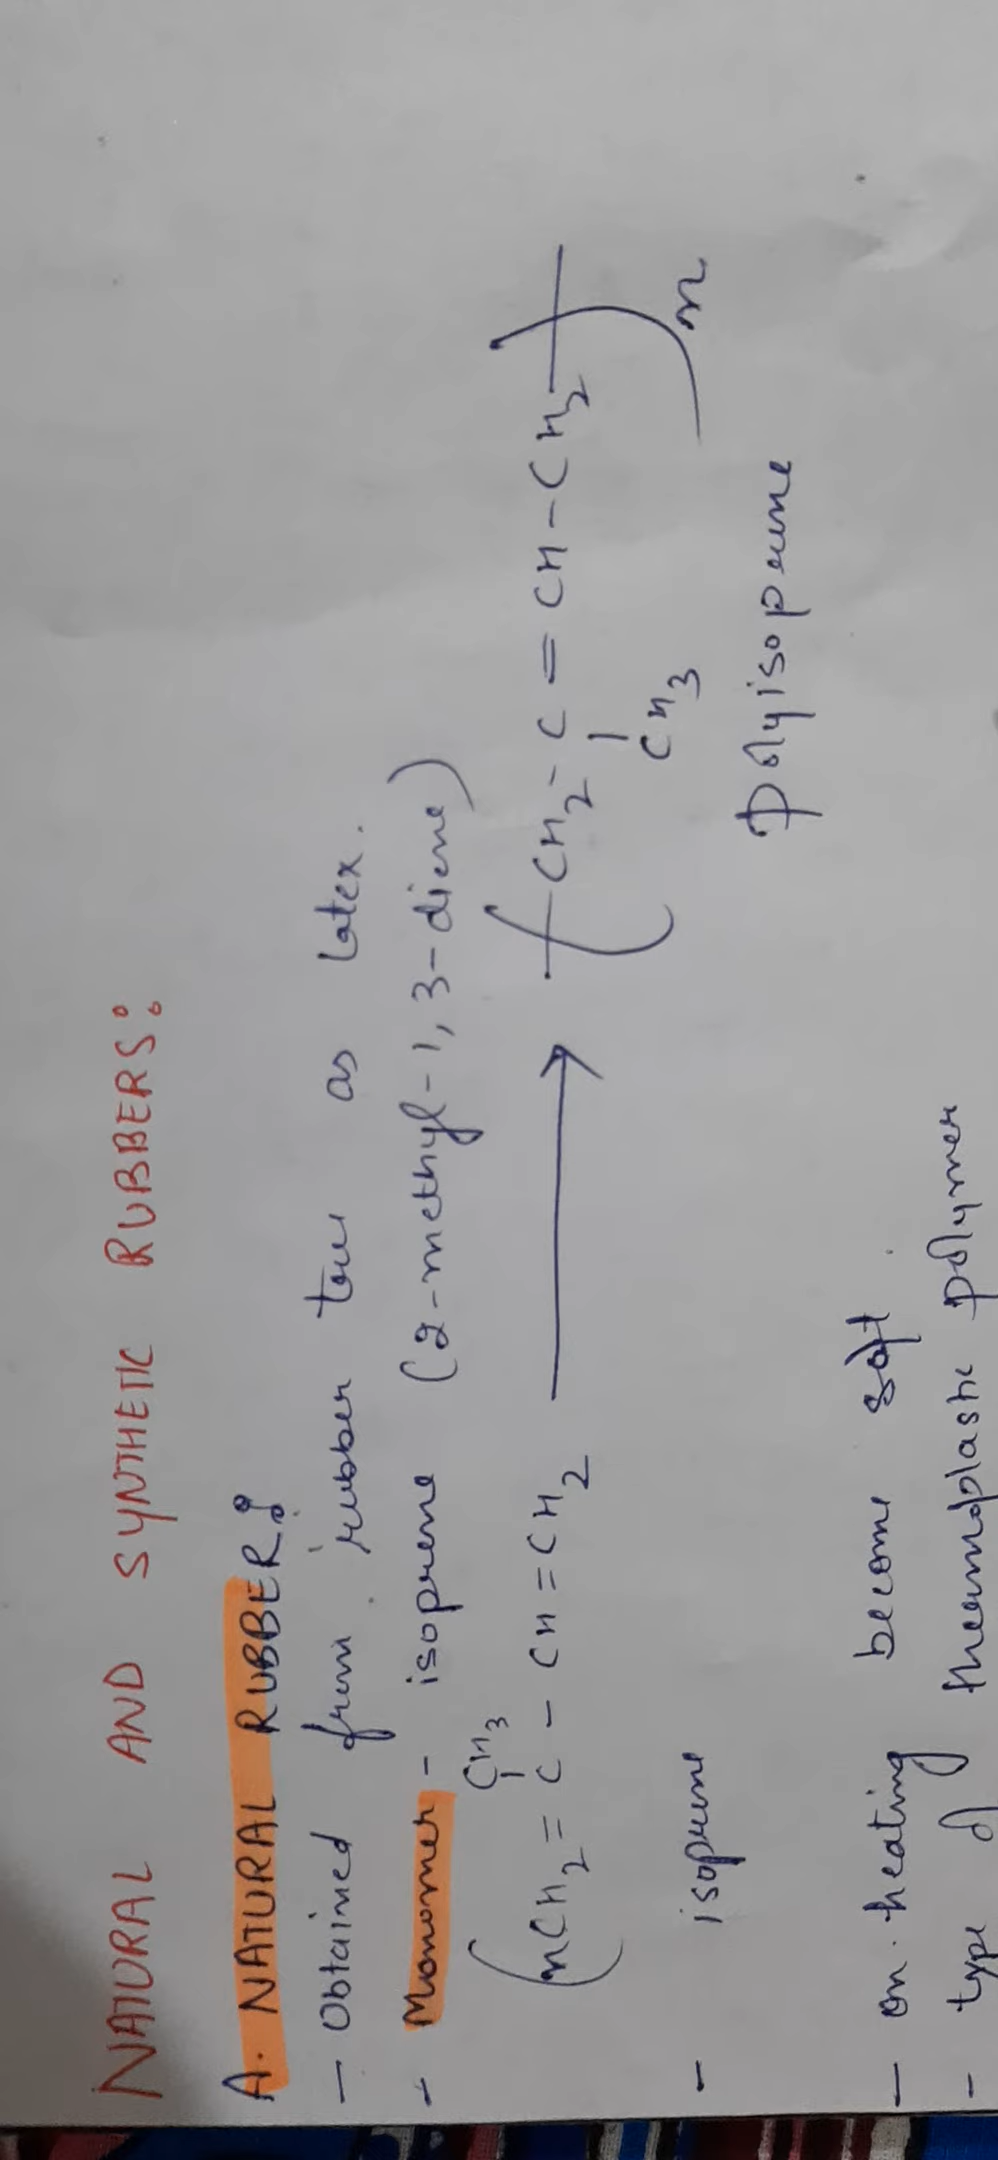 NATURAL AND SYNTHETIC RUBBERS:
A. NATURAL RUBBER:
- Obtained from rubber tree as latex.
- Monomer - isoprene (2-methyl-1,3-diene)
CH3
(nCH2=C-CH=CH2 ⟶ (CH2-C=CH-CH2)n
CH3
- isoprene polyisoprene
- on heating become soft.
- type of thermoplastic polymer